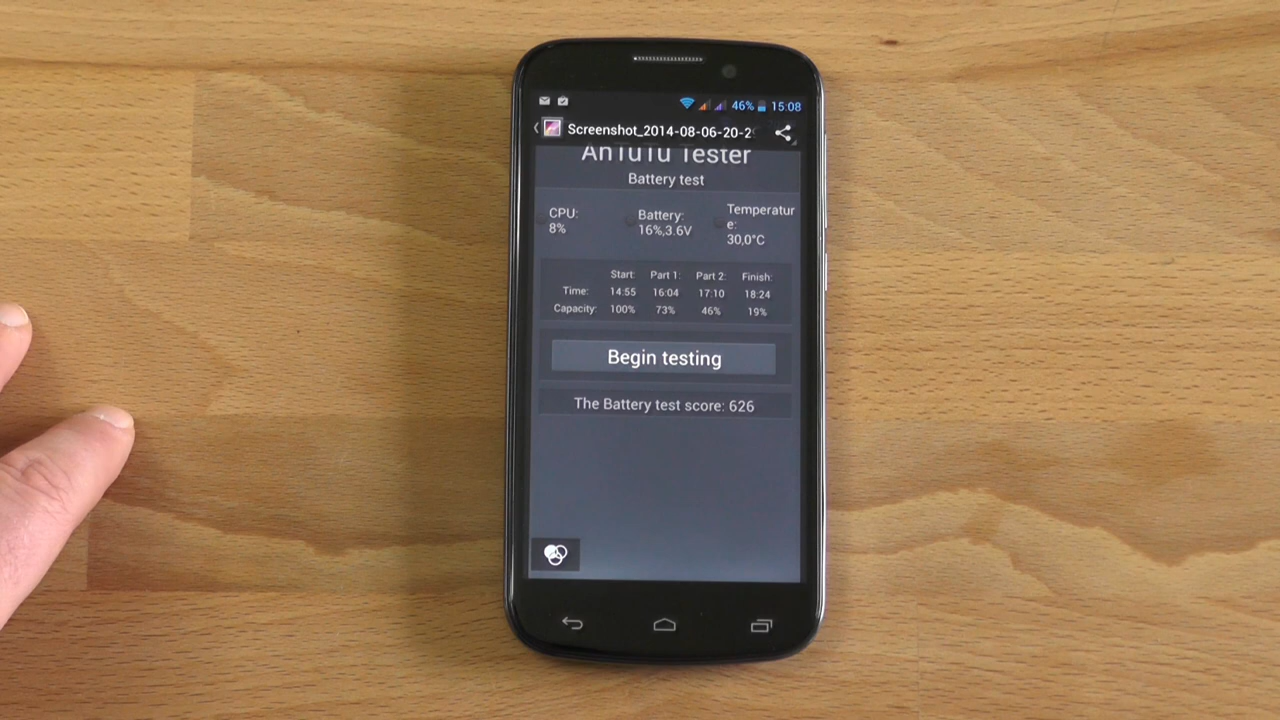 46% 15:08
Screenshot_2014-08-06-20-2
AnTuTu Tester
Battery test
CPU:
8%
Battery:
16%,3.6V
Temperatur
e:
30,0°C
Start: Part 1: Part 2: Finish:
Time: 14:55 16:04 17:10 18:24
Capacity: 100% 73% 46% 19%
Begin testing
The Battery test score: 626